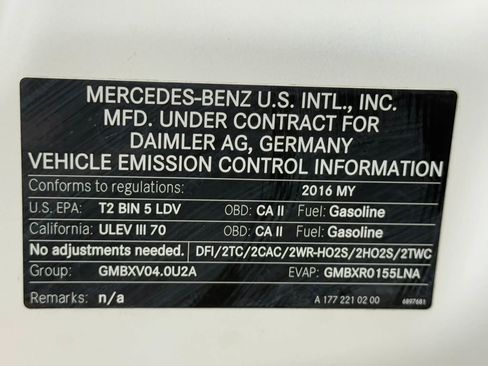 MERCEDES-BENZ U.S. INTL., INC.
MFD. UNDER CONTRACT FOR
DAIMLER AG, GERMANY
VEHICLE EMISSION CONTROL INFORMATION
Conforms to regulations: 2016 MY
U.S. EPA: T2 BIN 5 LDV OBD: CA II Fuel: Gasoline
California: ULEV III 70 OBD: CA II Fuel: Gasoline
No adjustments needed. DFI/2TC/2CAC/2WR-HO2S/2HO2S/2TWC
Group: GMBXV04.0U2A EVAP: GMBXR0155LNA
Remarks: n/a A 177 221 02 00 6897681